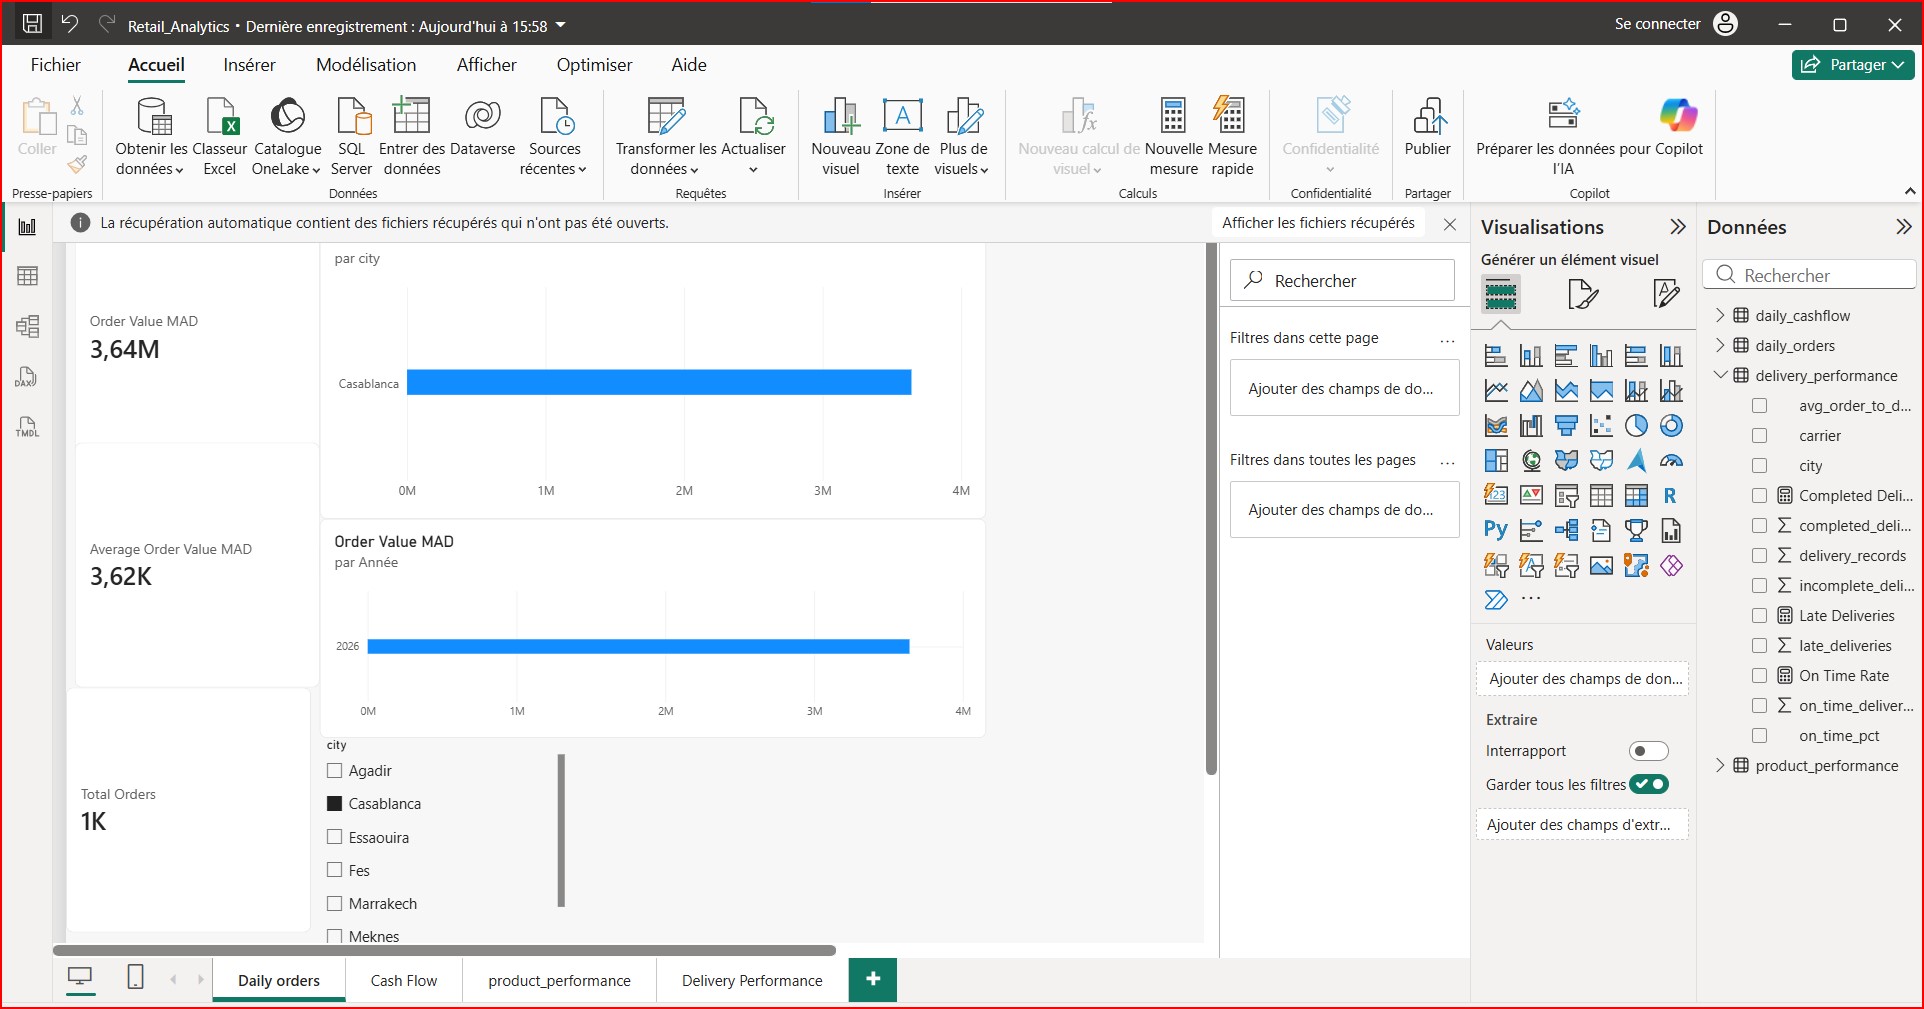 Retail_Analytics • Dernière enregistrement : Aujourd'hui à 15:58
Se connecter
Fichier
Accueil
Insérer
Modélisation
Afficher
Optimiser
Aide
Partager
Coller
Obtenir les données
Classeur Excel
Catalogue OneLake
SQL Server
Entrer des données
Dataverse
Sources récentes
Transformer les données
Actualiser
Nouveau visuel
Zone de texte
Plus de visuels
Nouveau calcul de visuel
Nouvelle mesure
Mesure rapide
Confidentialité
Publier
Préparer les données pour l'IA
Copilot
Presse-papiers
Données
Requêtes
Insérer
Calculs
Confidentialité
Partager
Copilot
La récupération automatique contient des fichiers récupérés qui n'ont pas été ouverts.
Afficher les fichiers récupérés
DAX
TMDL
Order Value MAD
3,64M
Average Order Value MAD
3,62K
Total Orders
1K
par city
Casablanca
0M 1M 2M 3M 4M
Order Value MAD
par Année
2026
0M 1M 2M 3M 4M
city
Agadir
Casablanca
Essaouira
Fes
Marrakech
Meknes
Rechercher
Filtres dans cette page ...
Ajouter des champs de do...
Filtres dans toutes les pages ...
Ajouter des champs de do...
Visualisations
Générer un élément visuel
123
R
Py
...
Valeurs
Ajouter des champs de don...
Extraire
Interrapport
Garder tous les filtres
Ajouter des champs d'extr...
Données
Rechercher
daily_cashflow
daily_orders
delivery_performance
avg_order_to_d...
carrier
city
Completed Deli...
completed_deli...
delivery_records
incomplete_deli...
Late Deliveries
late_deliveries
On Time Rate
on_time_deliver...
on_time_pct
product_performance
Daily orders
Cash Flow
product_performance
Delivery Performance
+